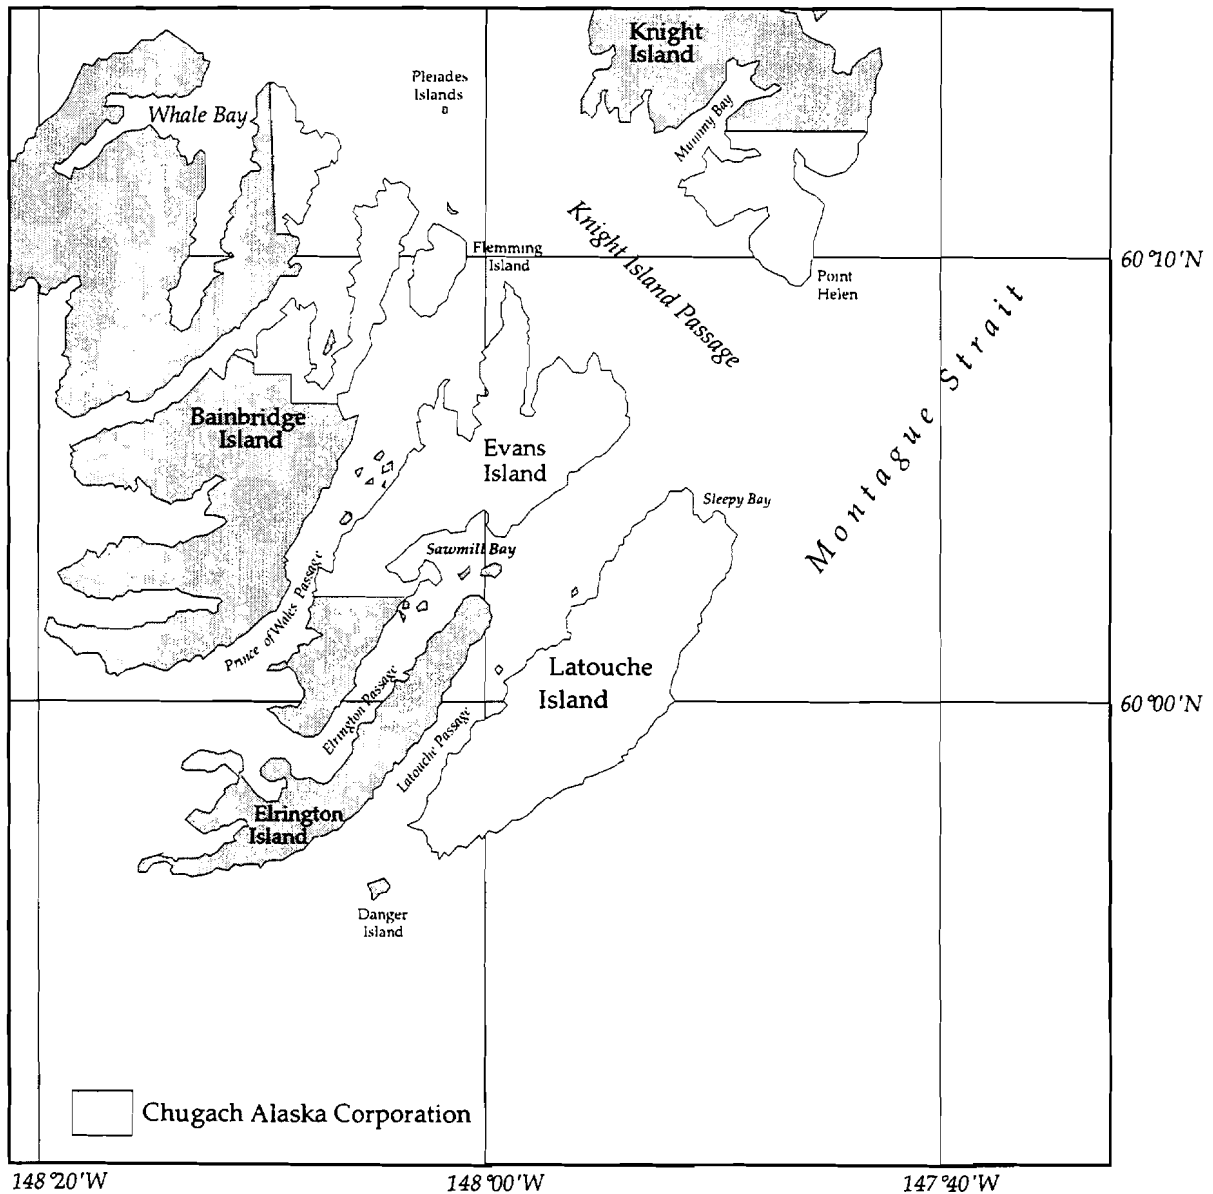 Knight
Island
Pleiades
Islands
Whale Bay
Mummy Bay
Knight Island Passage
Flemming
Island
60°10'N
Point
Helen
Montague Strait
Bainbridge
Island
Evans
Island
Sleepy Bay
Sawmill Bay
Prince of Wales Passage
Latouche
Island
Elrington Passage
60°00'N
Latouche Passage
Elrington
Island
Danger
Island
Chugach Alaska Corporation
148°20'W
148°00'W
147°40'W